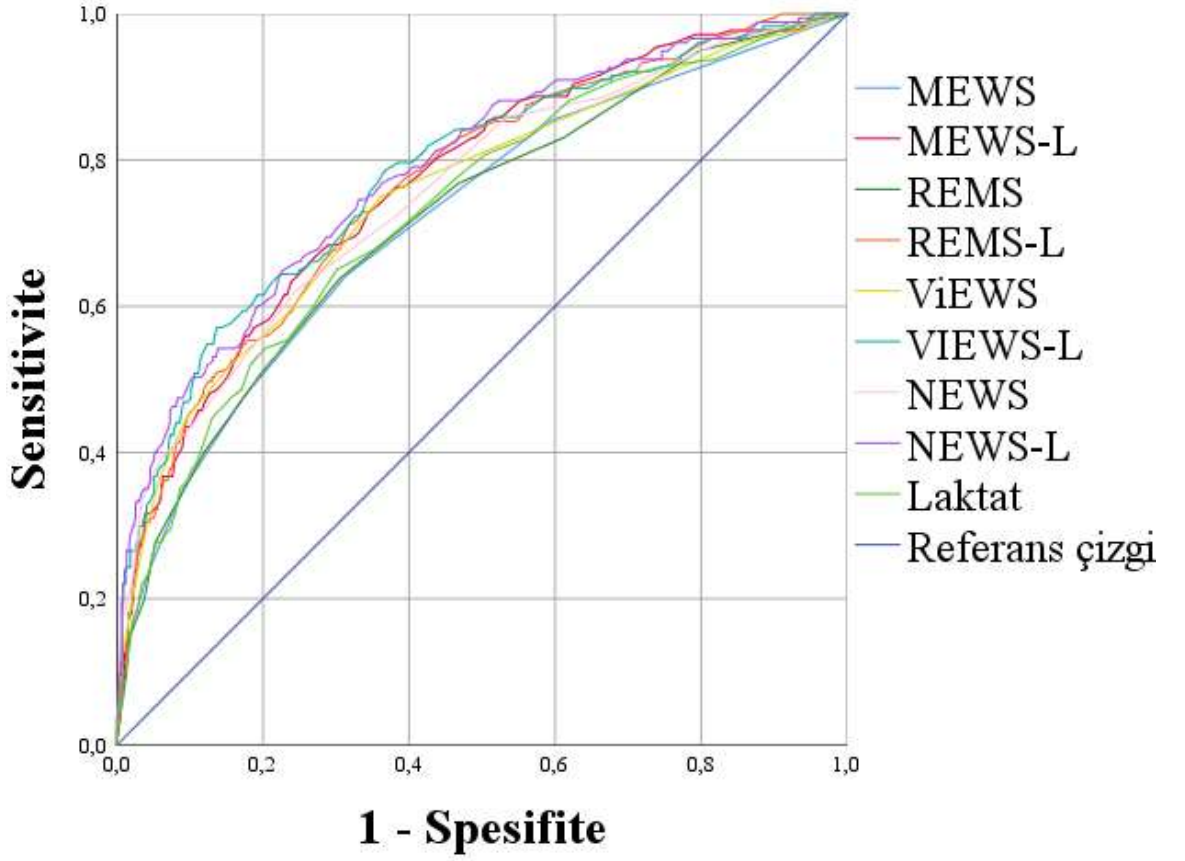 1,0
0,8
0,6
0,4
0,2
0,0
Sensitivite
0,0 0,2 0,4 0,6 0,8 1,0
1 - Spesifite
MEWS
MEWS-L
REMS
REMS-L
ViEWS
VIEWS-L
NEWS
NEWS-L
Laktat
Referans çizgi